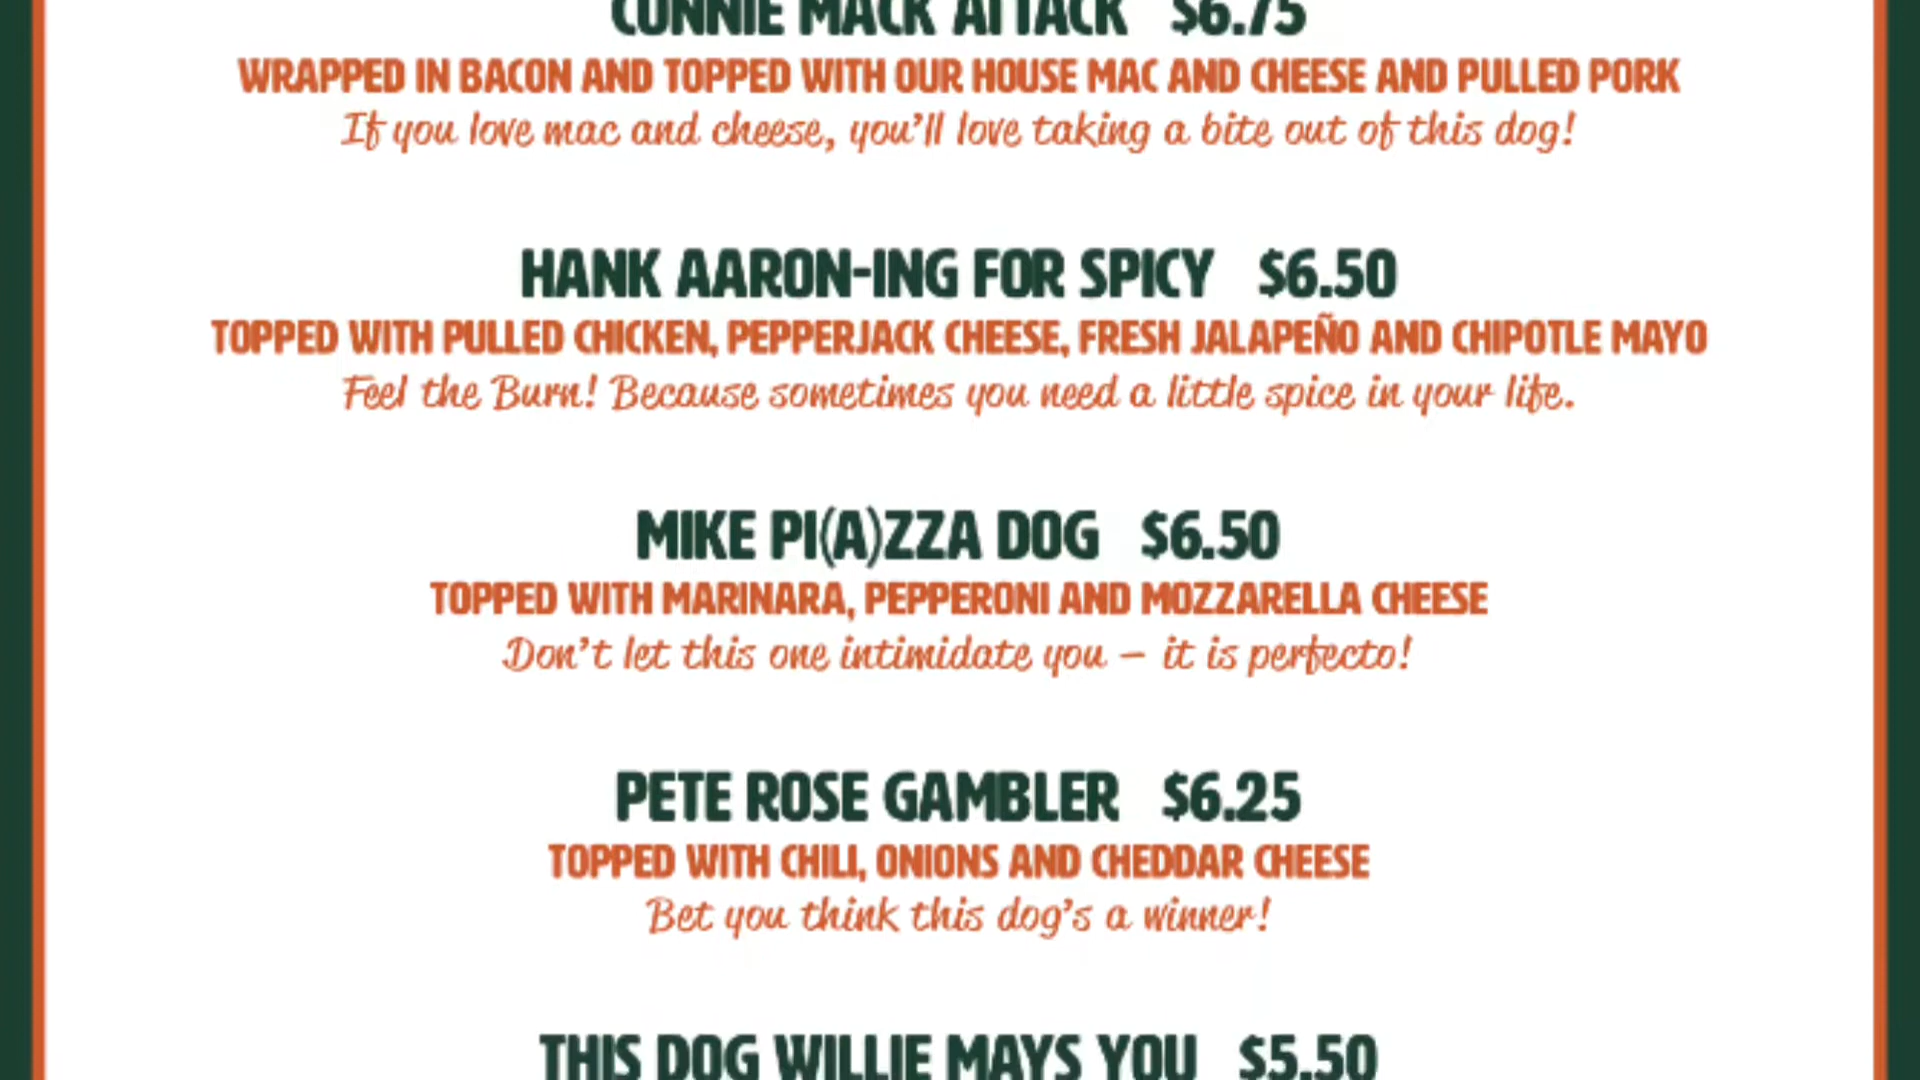 CONNIE MACK ATTACK $6.75
WRAPPED IN BACON AND TOPPED WITH OUR HOUSE MAC AND CHEESE AND PULLED PORK
If you love mac and cheese, you'll love taking a bite out of this dog!
HANK AARON-ING FOR SPICY $6.50
TOPPED WITH PULLED CHICKEN, PEPPERJACK CHEESE, FRESH JALAPEÑO AND CHIPOTLE MAYO
Feel the Burn! Because sometimes you need a little spice in your life.
MIKE PI(A)ZZA DOG $6.50
TOPPED WITH MARINARA, PEPPERONI AND MOZZARELLA CHEESE
Don't let this one intimidate you – it is perfecto!
PETE ROSE GAMBLER $6.25
TOPPED WITH CHILI, ONIONS AND CHEDDAR CHEESE
Bet you think this dog's a winner!
THIS DOG WILLIE MAYS YOU $5.50